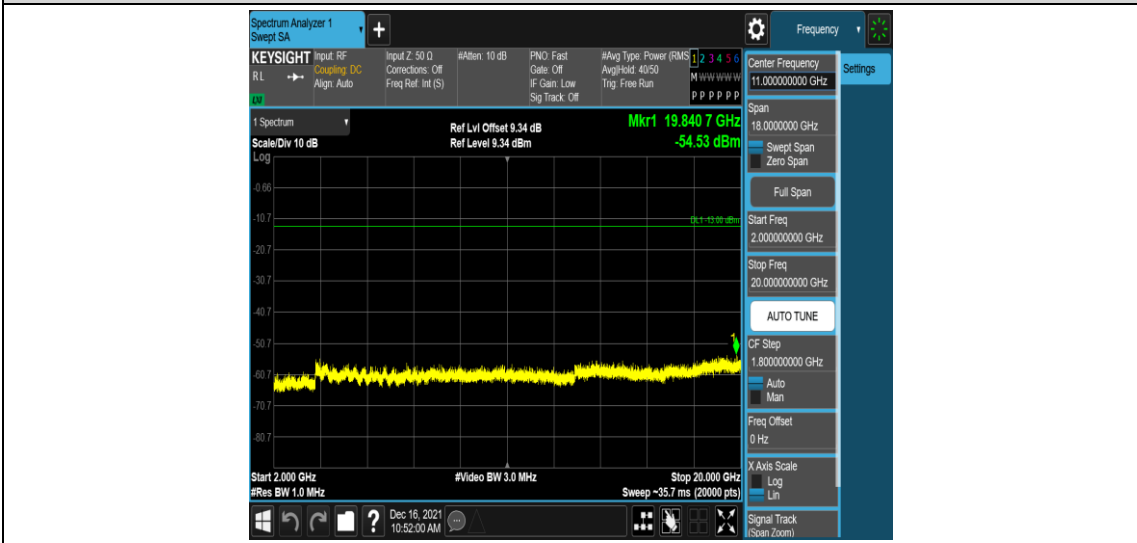 Spectrum Analyzer 1
Swept SA
+
Frequency
KEYSIGHT
RL
LXI
Input: RF
Coupling: DC
Align: Auto
Input Z: 50 Ω
Corrections: Off
Freq Ref: Int (S)
#Atten: 10 dB
PNO: Fast
Gate: Off
IF Gain: Low
Sig Track: Off
#Avg Type: Power (RMS
Avg|Hold: 40/50
Trig: Free Run
1 2 3 4 5 6
M W W W W W
P P P P P P
Center Frequency
11.000000000 GHz
Settings
1 Spectrum
Scale/Div 10 dB
Log
Ref Lvl Offset 9.34 dB
Ref Level 9.34 dBm
Mkr1 19.840 7 GHz
-54.53 dBm
-0.66
-10.7
-20.7
-30.7
-40.7
-50.7
-60.7
-70.7
-80.7
DL1 -13.00 dBm
1
Start 2.000 GHz
#Res BW 1.0 MHz
#Video BW 3.0 MHz
Stop 20.000 GHz
Sweep ~35.7 ms (20000 pts)
Span
18.0000000 GHz
Swept Span
Zero Span
Full Span
Start Freq
2.000000000 GHz
Stop Freq
20.000000000 GHz
AUTO TUNE
CF Step
1.800000000 GHz
Auto
Man
Freq Offset
0 Hz
X Axis Scale
Log
Lin
Signal Track
(Span Zoom)
?
Dec 16, 2021
10:52:00 AM